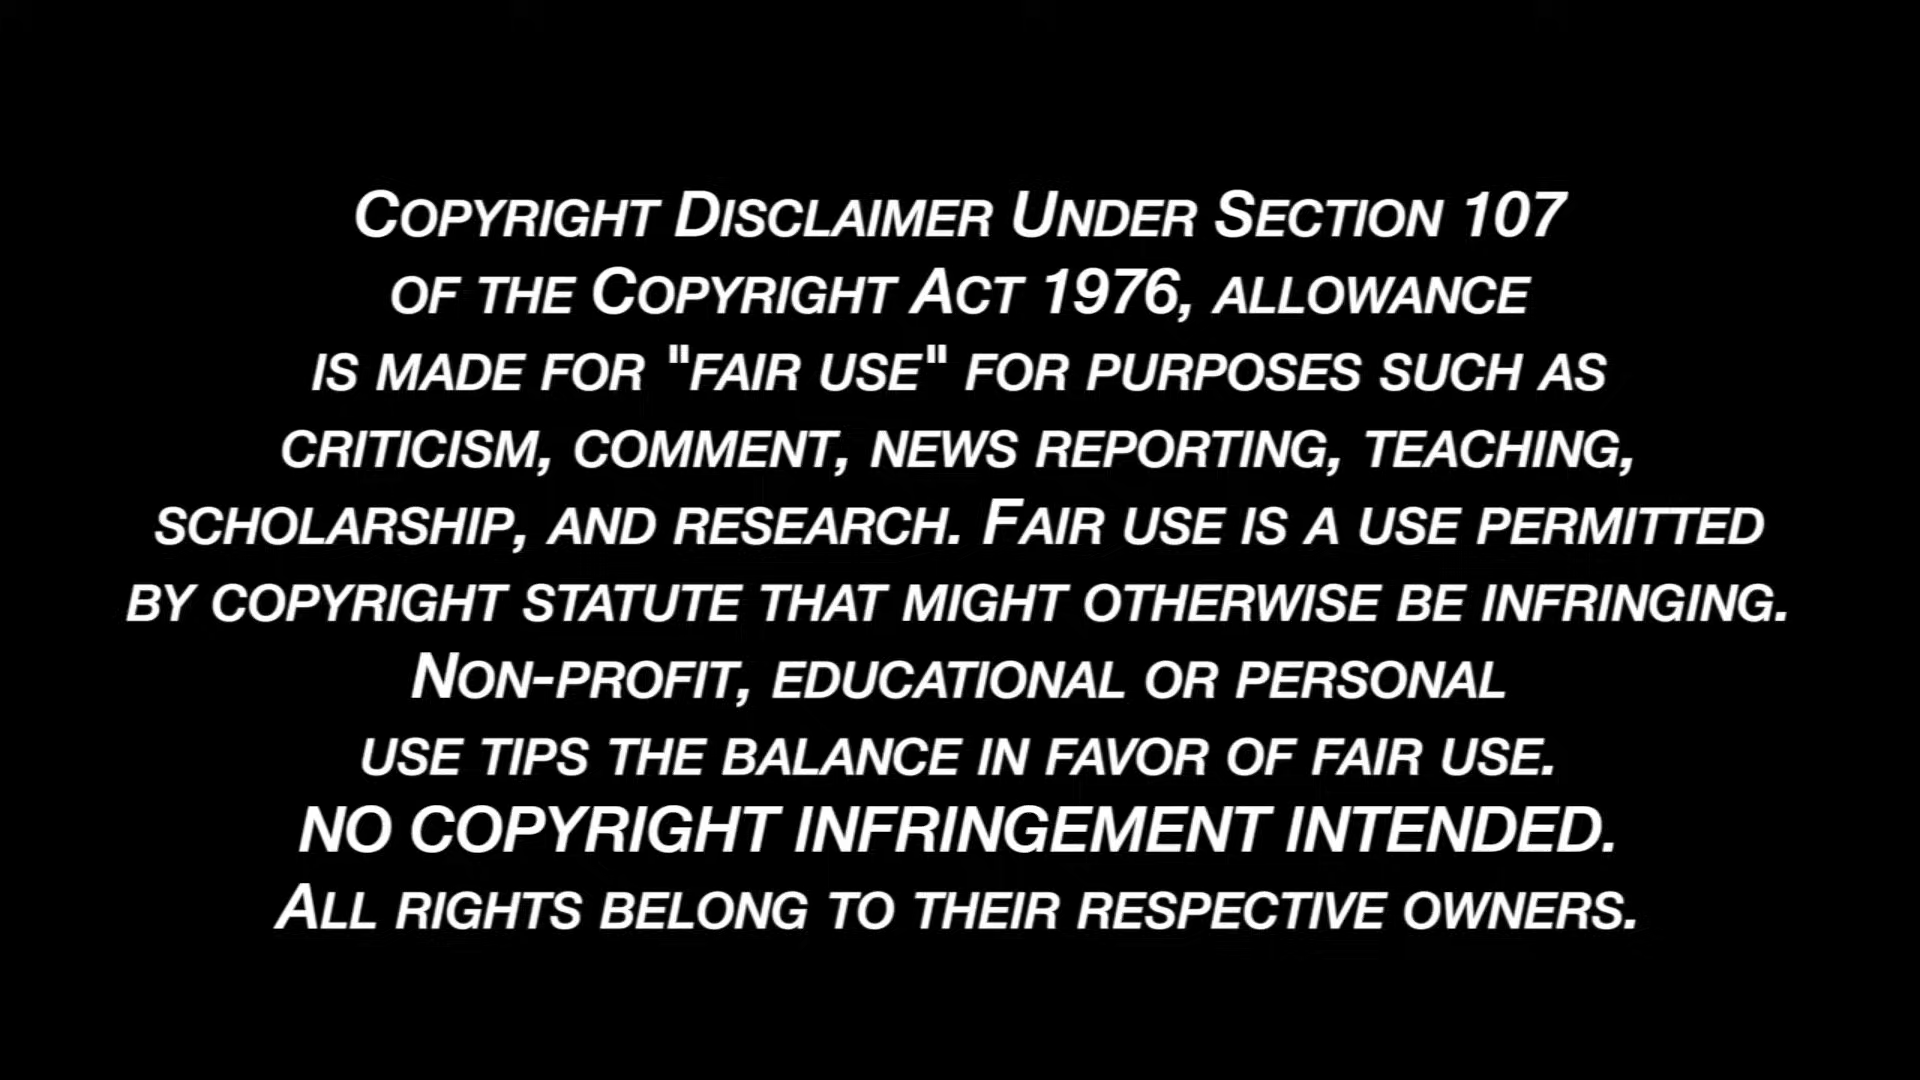 Copyright Disclaimer Under Section 107
of the Copyright Act 1976, allowance
is made for "fair use" for purposes such as
criticism, comment, news reporting, teaching,
scholarship, and research. Fair use is a use permitted
by copyright statute that might otherwise be infringing.
Non-profit, educational or personal
use tips the balance in favor of fair use.
NO COPYRIGHT INFRINGEMENT INTENDED.
All rights belong to their respective owners.